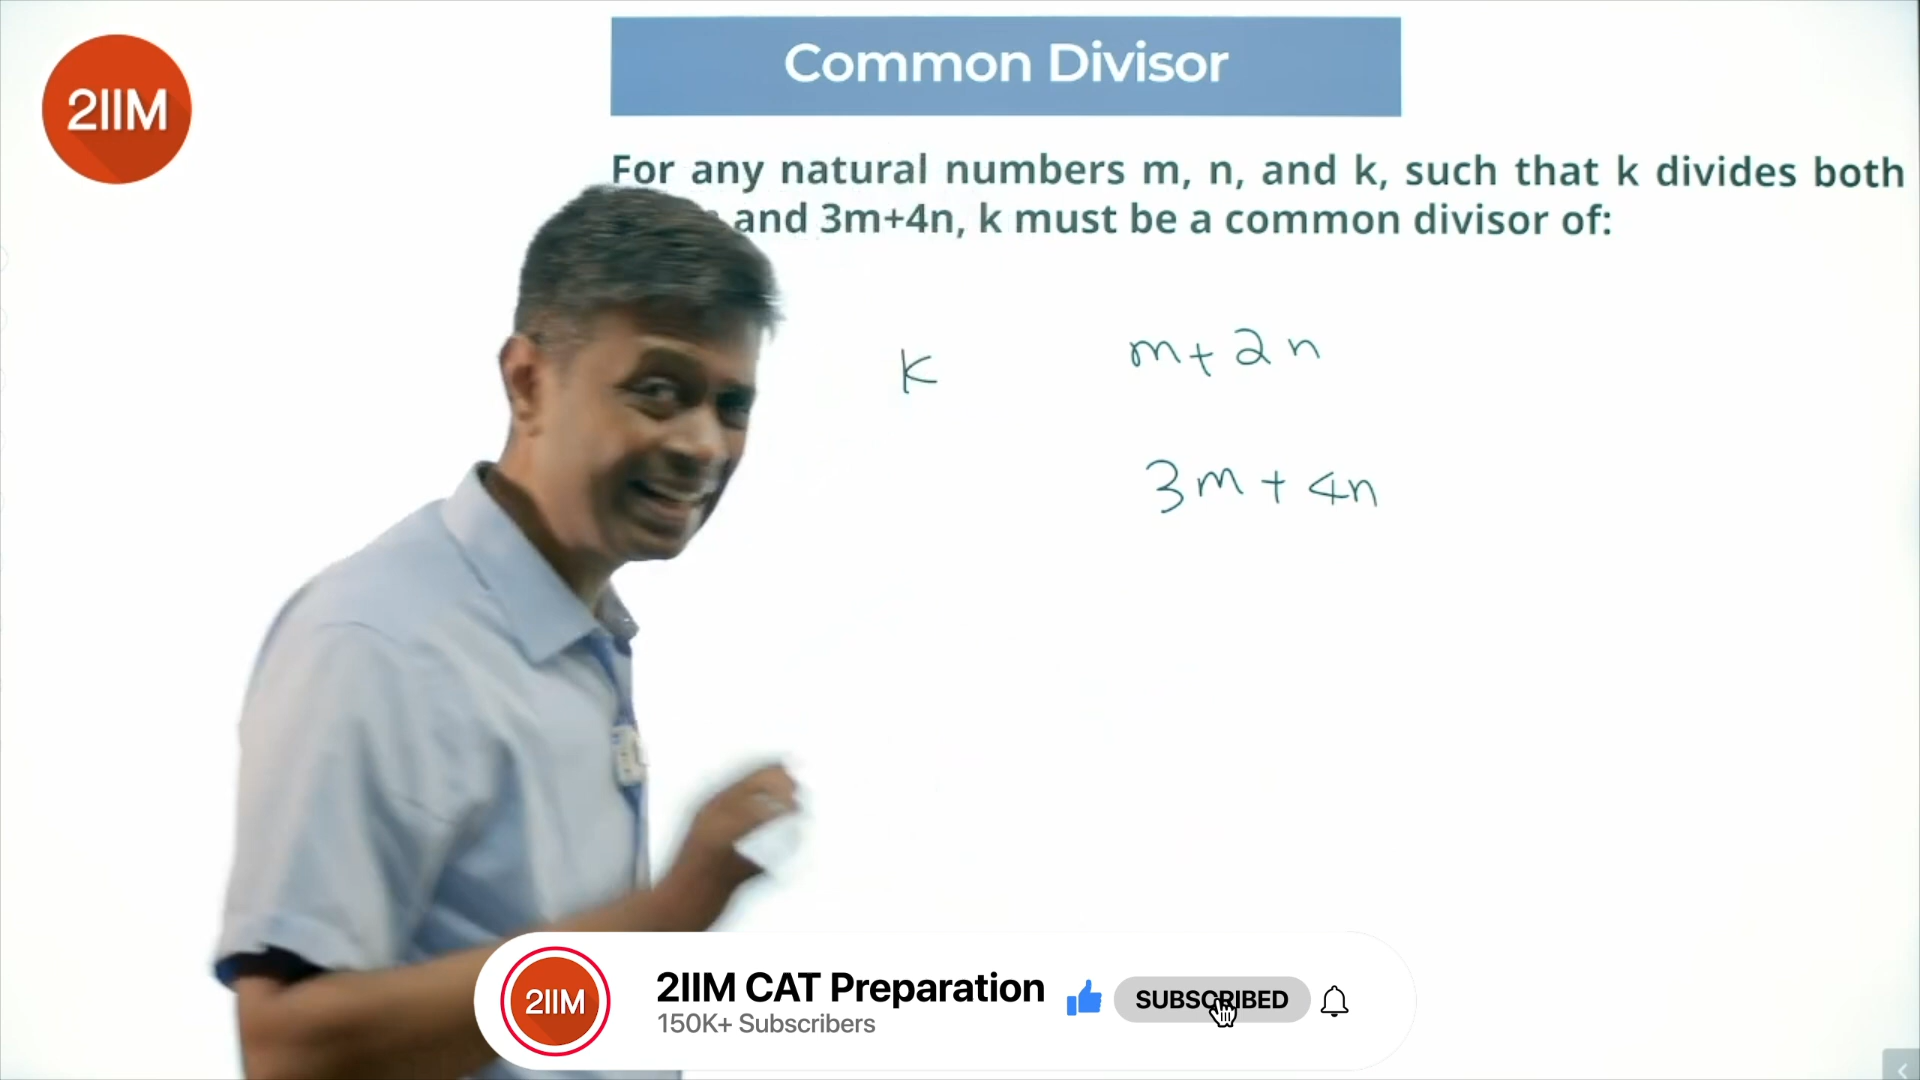 2IIM
Common Divisor
For any natural numbers m, n, and k, such that k divides both
and 3m+4n, k must be a common divisor of:
k
m+2n
3m+4n
2IIM
2IIM CAT Preparation
150K+ Subscribers
SUBSCRIBED